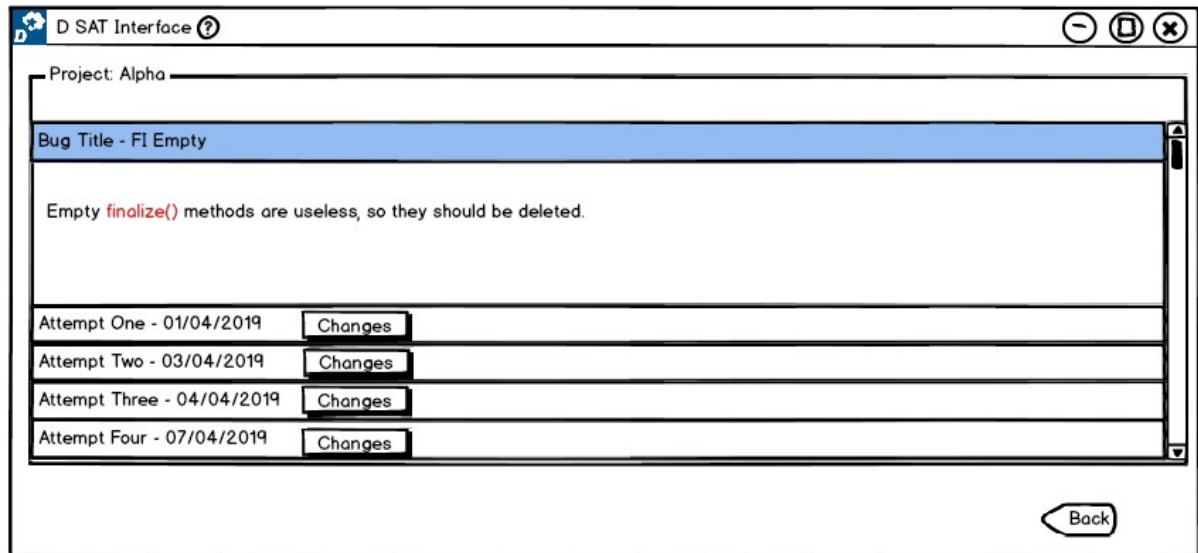 D
D SAT Interface ?
Project: Alpha
Bug Title - FI Empty
Empty finalize() methods are useless, so they should be deleted.
Attempt One - 01/04/2019 Changes
Attempt Two - 03/04/2019 Changes
Attempt Three - 04/04/2019 Changes
Attempt Four - 07/04/2019 Changes
Back